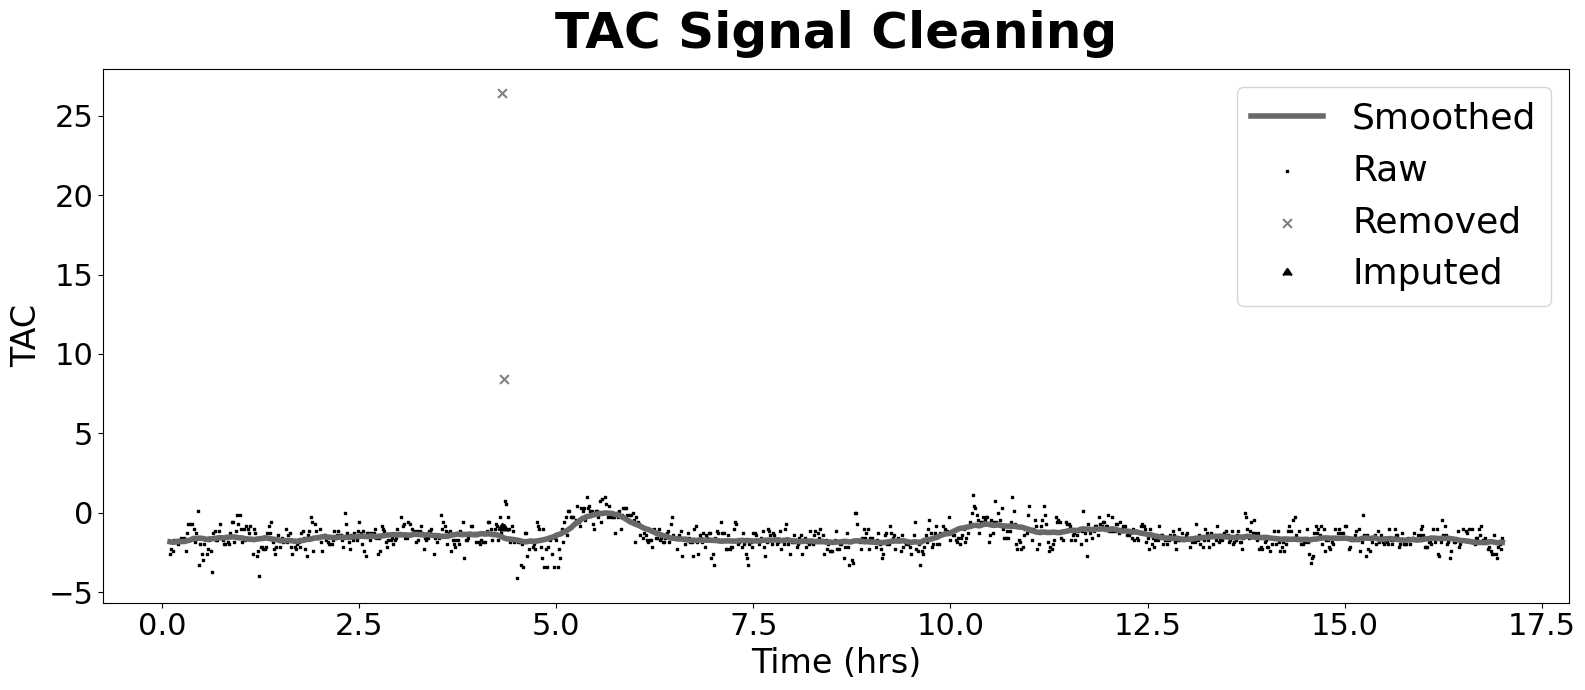 TAC Signal Cleaning
25
20
15
10
5
0
−5
TAC
Smoothed
Raw
Removed
Imputed
0.0 2.5 5.0 7.5 10.0 12.5 15.0 17.5
Time (hrs)